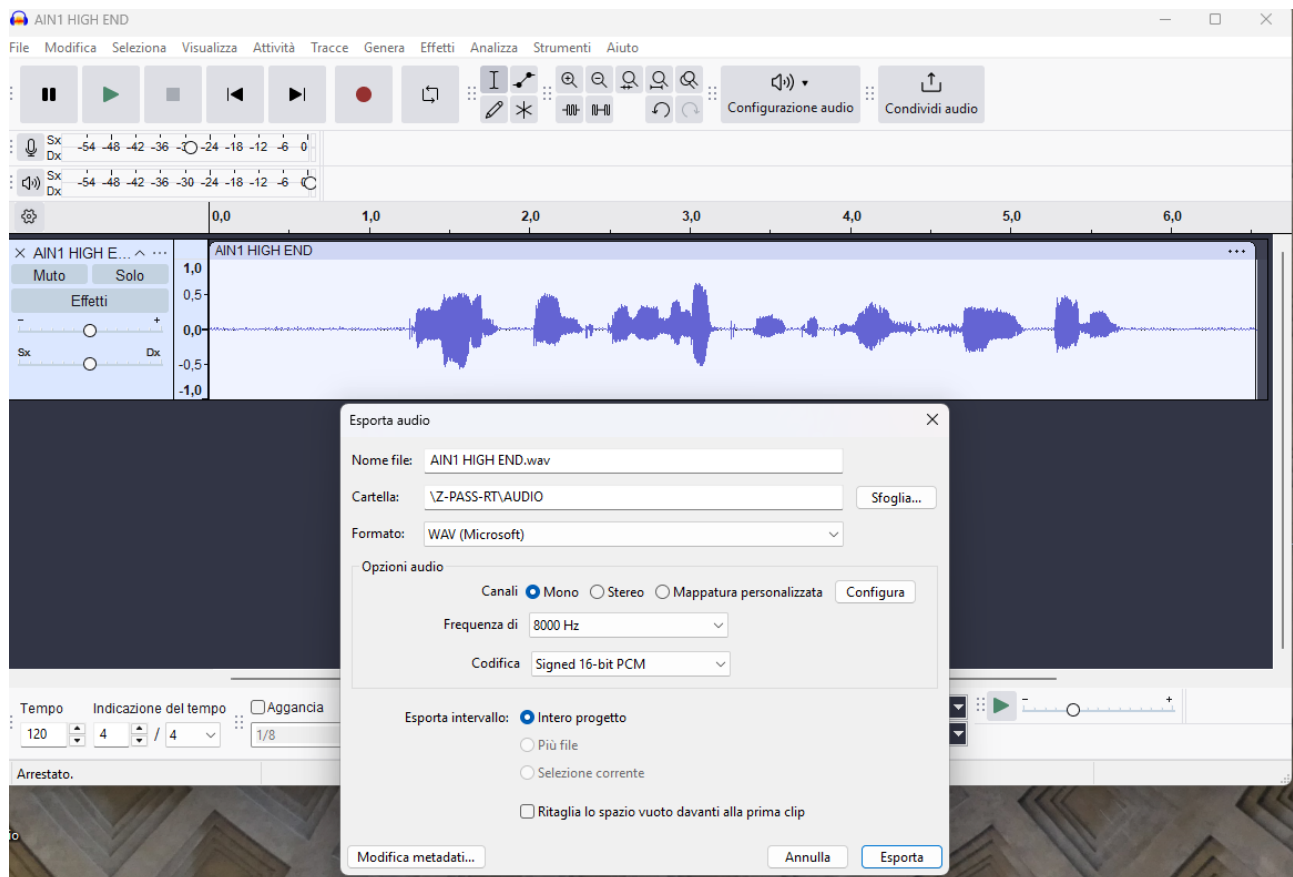 AIN1 HIGH END
File Modifica Seleziona Visualizza Attività Tracce Genera Effetti Analizza Strumenti Aiuto
Configurazione audio Condividi audio
Sx
Dx
-54 -48 -42 -36 -30 -24 -18 -12 -6 0
Sx
Dx
-54 -48 -42 -36 -30 -24 -18 -12 -6 0
0,0 1,0 2,0 3,0 4,0 5,0 6,0
AIN1 HIGH E... AIN1 HIGH END
Muto Solo
Effetti
- +
Sx Dx
1,0
0,5
0,0
-0,5
-1,0
Esporta audio
Nome file: AIN1 HIGH END.wav
Cartella: \Z-PASS-RT\AUDIO Sfoglia...
Formato: WAV (Microsoft)
Opzioni audio
Canali Mono Stereo Mappatura personalizzata Configura
Frequenza di 8000 Hz
Codifica Signed 16-bit PCM
Esporta intervallo: Intero progetto
Più file
Selezione corrente
Ritaglia lo spazio vuoto davanti alla prima clip
Modifica metadati... Annulla Esporta
Tempo Indicazione del tempo Aggancia
120 4 / 4 1/8
- +
Arrestato.
io